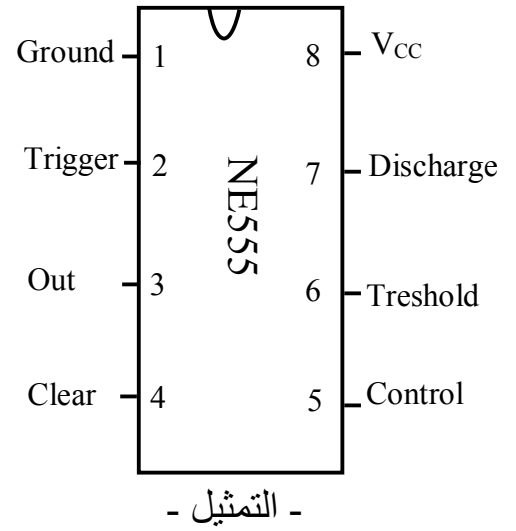 Ground 1 8 VCC
Trigger 2 7 Discharge
NE555
Out 3 6 Treshold
Clear 4 5 Control
- التمثيل -